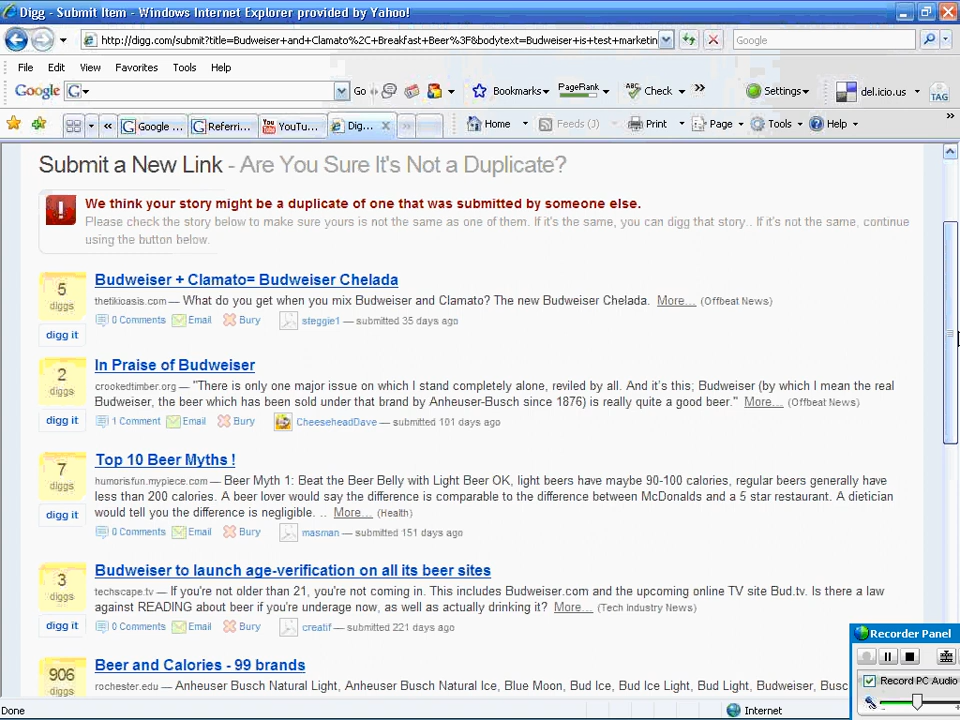 Digg - Submit Item - Windows Internet Explorer provided by Yahoo!
http://digg.com/submit?title=Budweiser+and+Clamato%2C+Breakfast+Beer%3F&bodytext=Budweiser+is+test+marketin
Google
File Edit View Favorites Tools Help
Google G Go Bookmarks PageRank ABC Check » Settings del.icio.us TAG
« Google ... Referri... YouTu... Digg... » Home Feeds (J) Print Page Tools Help »
Submit a New Link - Are You Sure It's Not a Duplicate?
We think your story might be a duplicate of one that was submitted by someone else.
Please check the story below to make sure yours is not the same as one of them. If it's the same, you can digg that story.. If it's not the same, continue
using the button below.
5 diggs
digg it
Budweiser + Clamato= Budweiser Chelada
thetikioasis.com — What do you get when you mix Budweiser and Clamato? The new Budweiser Chelada. More... (Offbeat News)
0 Comments Email Bury steggie1 — submitted 35 days ago
2 diggs
digg it
In Praise of Budweiser
crookedtimber.org — "There is only one major issue on which I stand completely alone, reviled by all. And it's this; Budweiser (by which I mean the real
Budweiser, the beer which has been sold under that brand by Anheuser-Busch since 1876) is really quite a good beer." More... (Offbeat News)
1 Comment Email Bury CheeseheadDave — submitted 101 days ago
7 diggs
digg it
Top 10 Beer Myths !
humorisfun.mypiece.com — Beer Myth 1: Beat the Beer Belly with Light Beer OK, light beers have maybe 90-100 calories, regular beers generally have
less than 200 calories. A beer lover would say the difference is comparable to the difference between McDonalds and a 5 star restaurant. A dietician
would tell you the difference is negligible. .. More... (Health)
0 Comments Email Bury masman — submitted 151 days ago
3 diggs
digg it
Budweiser to launch age-verification on all its beer sites
techscape.tv — If you're not older than 21, you're not coming in. This includes Budweiser.com and the upcoming online TV site Bud.tv. Is there a law
against READING about beer if you're underage now, as well as actually drinking it? More... (Tech Industry News)
0 Comments Email Bury creatif — submitted 221 days ago
906 diggs
Beer and Calories - 99 brands
rochester.edu — Anheuser Busch Natural Light, Anheuser Busch Natural Ice, Blue Moon, Bud Ice, Bud Ice Light, Bud Light, Budweiser, Busc
Recorder Panel
Record PC Audio
Done
Internet